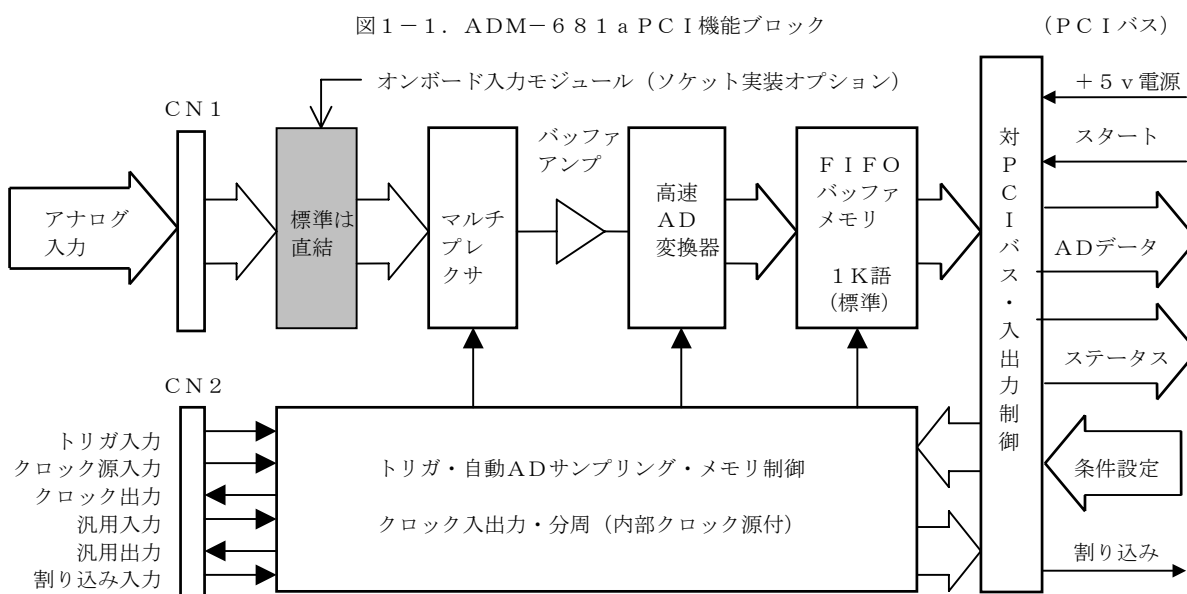 図１－１．ＡＤＭ－６８１ａＰＣＩ機能ブロック
（ＰＣＩバス）
オンボード入力モジュール（ソケット実装オプション）
ＣＮ１
アナログ
入力
標準は
直結
マルチ
プレ
クサ
バッファ
アンプ
高速
ＡＤ
変換器
ＦＩＦＯ
バッファ
メモリ
１Ｋ語
（標準）
対ＰＣＩバス・入出力制御
＋５ｖ電源
スタート
ＡＤデータ
ステータス
条件設定
割り込み
ＣＮ２
トリガ入力
クロック源入力
クロック出力
汎用入力
汎用出力
割り込み入力
トリガ・自動ＡＤサンプリング・メモリ制御
クロック入出力・分周（内部クロック源付）